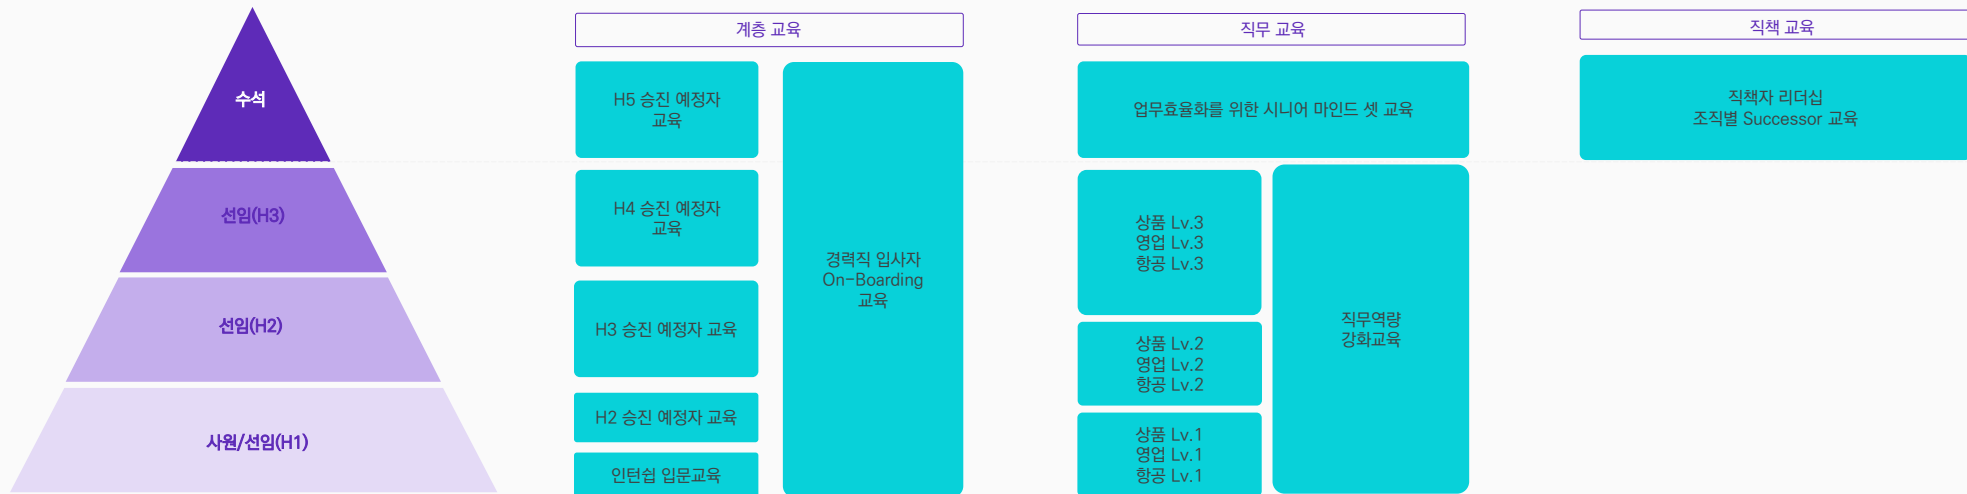 수석
선임(H3)
선임(H2)
사원/선임(H1)
계층 교육
H5 승진 예정자
교육
H4 승진 예정자
교육
H3 승진 예정자 교육
H2 승진 예정자 교육
인턴쉽 입문교육
경력직 입사자
On-Boarding
교육
직무 교육
업무효율화를 위한 시니어 마인드 셋 교육
상품 Lv.3
영업 Lv.3
항공 Lv.3
상품 Lv.2
영업 Lv.2
항공 Lv.2
상품 Lv.1
영업 Lv.1
항공 Lv.1
직무역량
강화교육
직책 교육
직책자 리더십
조직별 Successor 교육